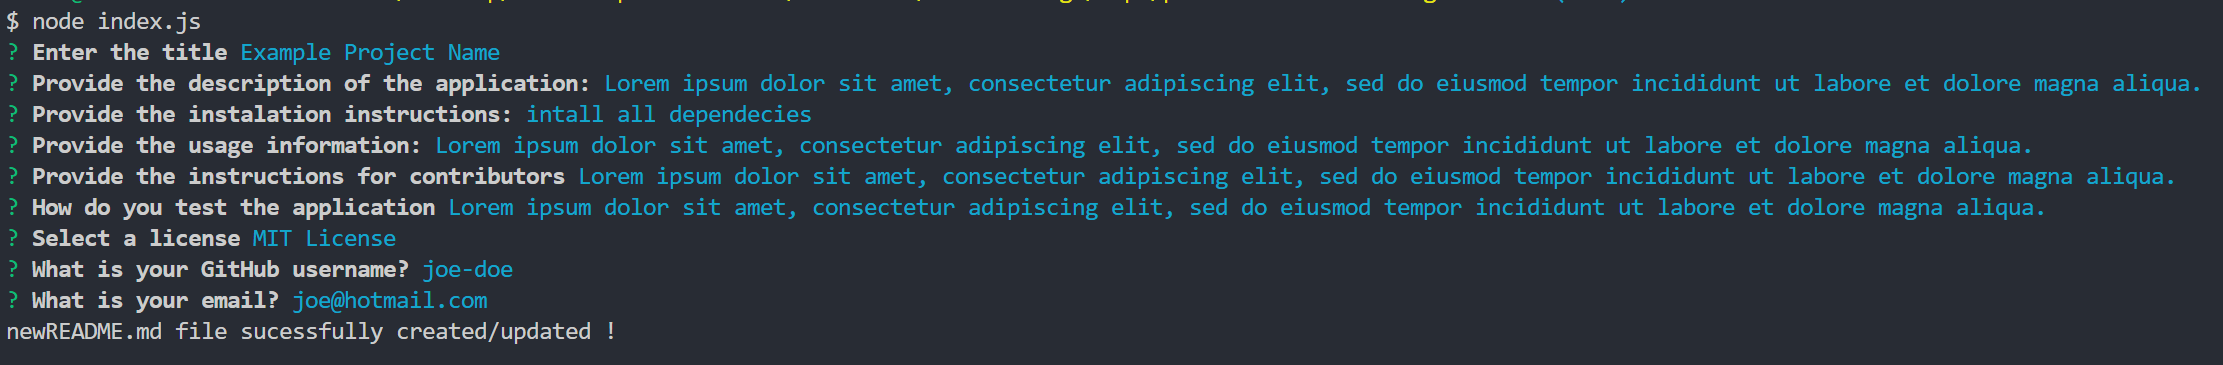 $ node index.js
? Enter the title Example Project Name
? Provide the description of the application: Lorem ipsum dolor sit amet, consectetur adipiscing elit, sed do eiusmod tempor incididunt ut labore et dolore magna aliqua.
? Provide the instalation instructions: intall all dependecies
? Provide the usage information: Lorem ipsum dolor sit amet, consectetur adipiscing elit, sed do eiusmod tempor incididunt ut labore et dolore magna aliqua.
? Provide the instructions for contributors Lorem ipsum dolor sit amet, consectetur adipiscing elit, sed do eiusmod tempor incididunt ut labore et dolore magna aliqua.
? How do you test the application Lorem ipsum dolor sit amet, consectetur adipiscing elit, sed do eiusmod tempor incididunt ut labore et dolore magna aliqua.
? Select a license MIT License
? What is your GitHub username? joe-doe
? What is your email? joe@hotmail.com
newREADME.md file sucessfully created/updated !